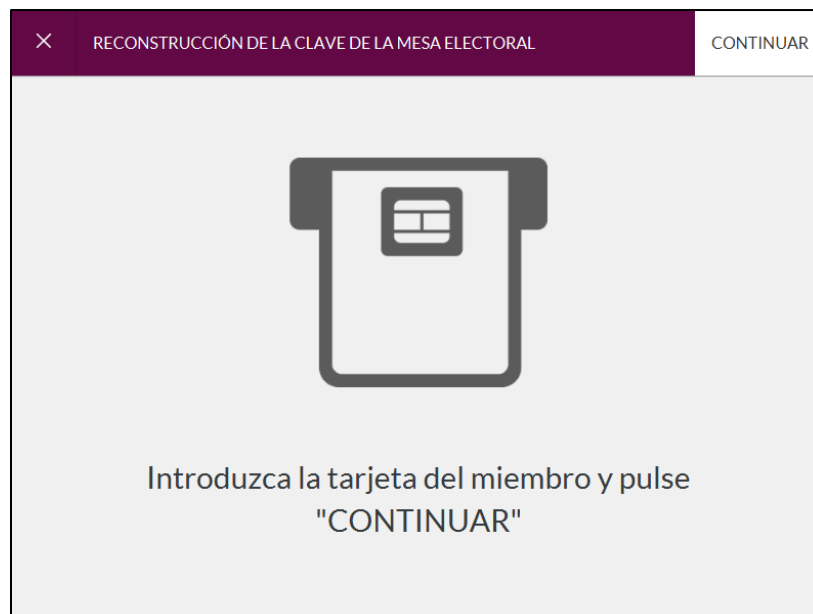 RECONSTRUCCIÓN DE LA CLAVE DE LA MESA ELECTORAL
CONTINUAR
Introduzca la tarjeta del miembro y pulse
"CONTINUAR"